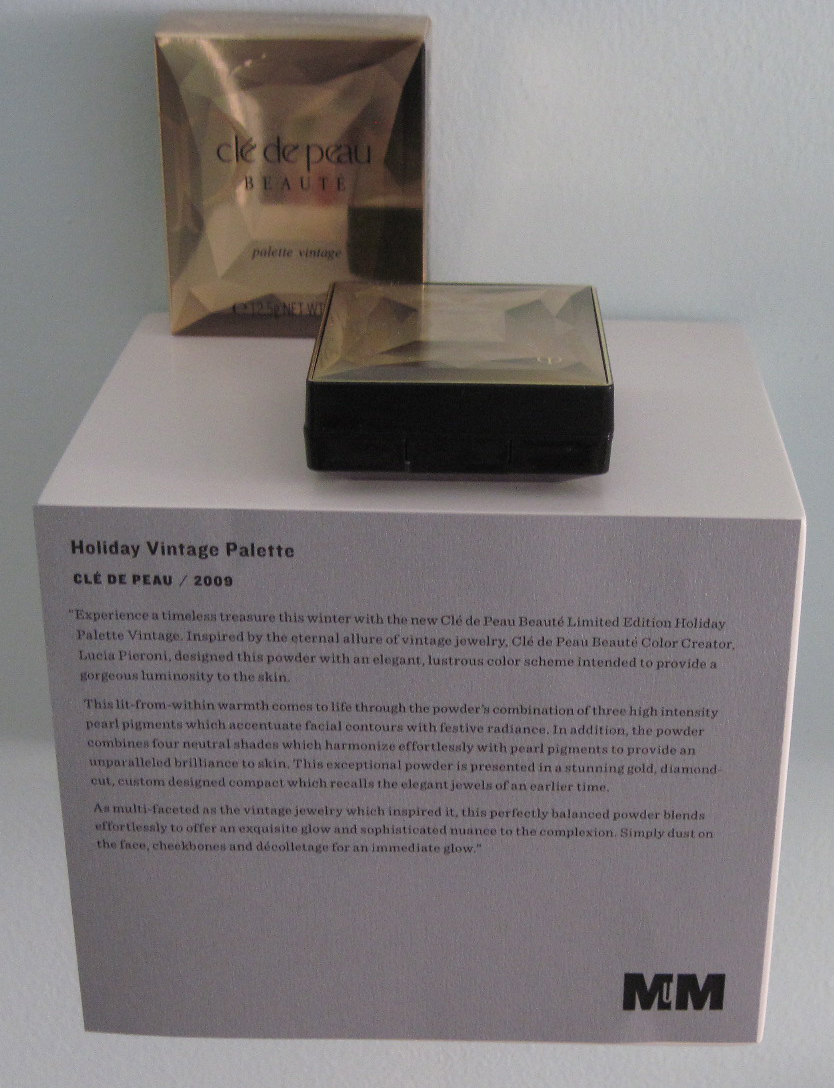 clé de peau
BEAUTÉ
palette vintage
℮ 12.5g NET WT
Holiday Vintage Palette
CLÉ DE PEAU / 2009
"Experience a timeless treasure this winter with the new Clé de Peau Beauté Limited Edition Holiday
Palette Vintage. Inspired by the eternal allure of vintage jewelry, Clé de Peau Beauté Color Creator,
Lucia Pieroni, designed this powder with an elegant, lustrous color scheme intended to provide a
gorgeous luminosity to the skin.
This lit-from-within warmth comes to life through the powder's combination of three high intensity
pearl pigments which accentuate facial contours with festive radiance. In addition, the powder
combines four neutral shades which harmonize effortlessly with pearl pigments to provide an
unparalleled brilliance to skin. This exceptional powder is presented in a stunning gold, diamond-
cut, custom designed compact which recalls the elegant jewels of an earlier time.
As multi-faceted as the vintage jewelry which inspired it, this perfectly balanced powder blends
effortlessly to offer an exquisite glow and sophisticated nuance to the complexion. Simply dust on
the face, cheekbones and décolletage for an immediate glow."
MUM